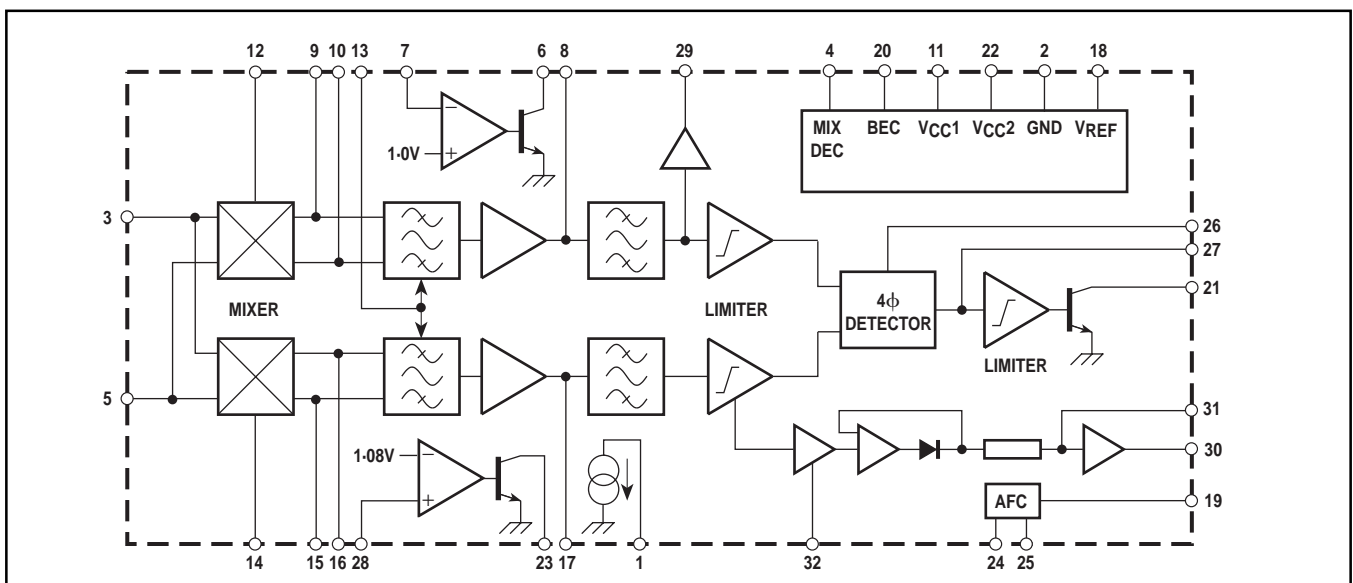 12 9 10 13 7 6 8 29 4 20 11 22 2 18
MIX DEC BEC VCC1 VCC2 GND VREF
1·0V
− +
3
26
27
21
MIXER
LIMITER
4ϕ DETECTOR
LIMITER
5
31
30
1·08V
− +
AFC
19
14 15 16 28 23 17 1 32 24 25